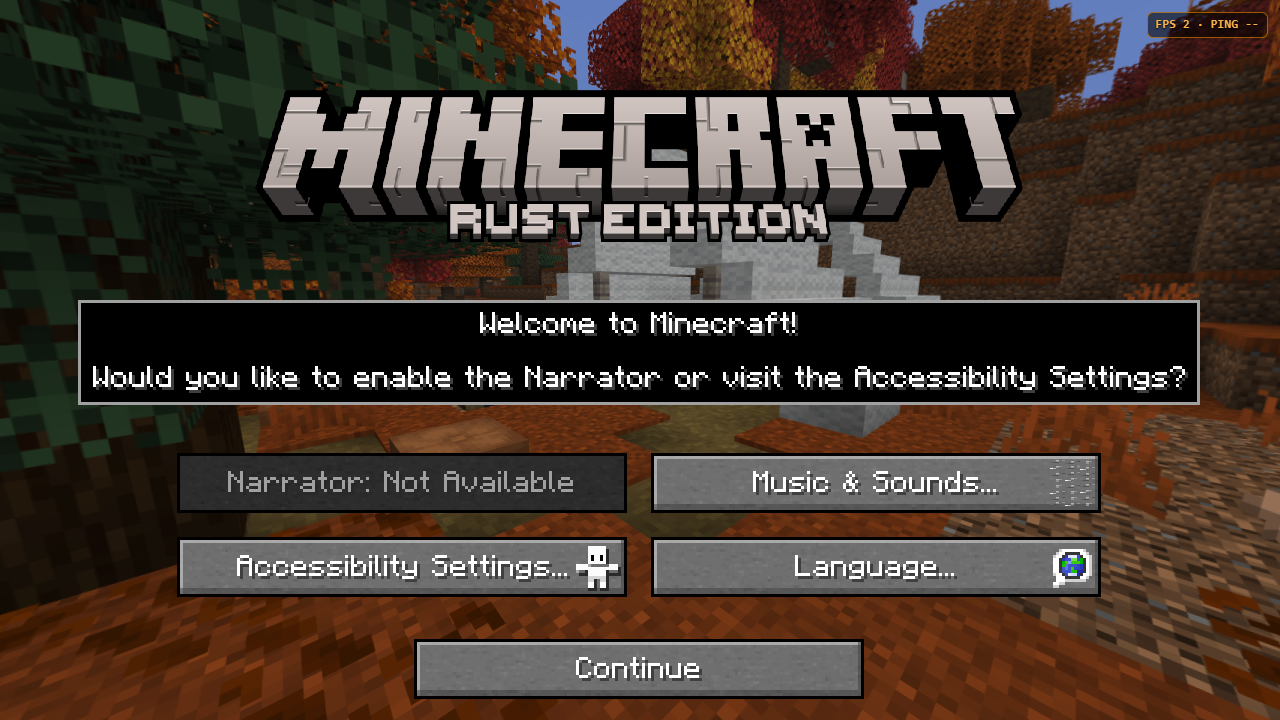 FPS 2 · PING --
MINECRAFT
RUST EDITION
Welcome to Minecraft!
Would you like to enable the Narrator or visit the Accessibility Settings?
Narrator: Not Available
Music & Sounds...
Accessibility Settings...
Language...
Continue